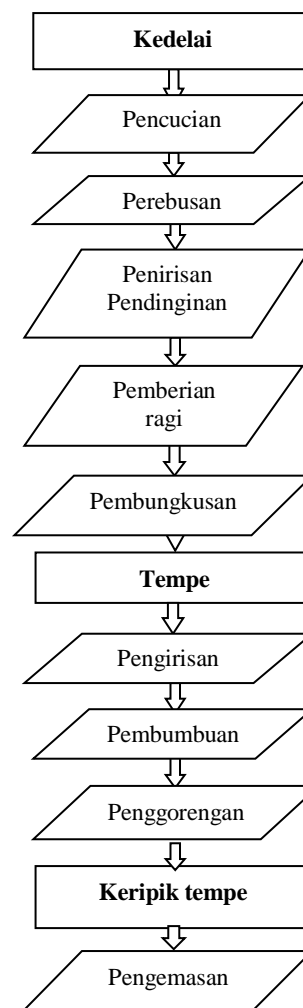 Kedelai
Pencucian
Perebusan
Penirisan
Pendinginan
Pemberian
ragi
Pembungkusan
Tempe
Pengirisan
Pembumbuan
Penggorengan
Keripik tempe
Pengemasan